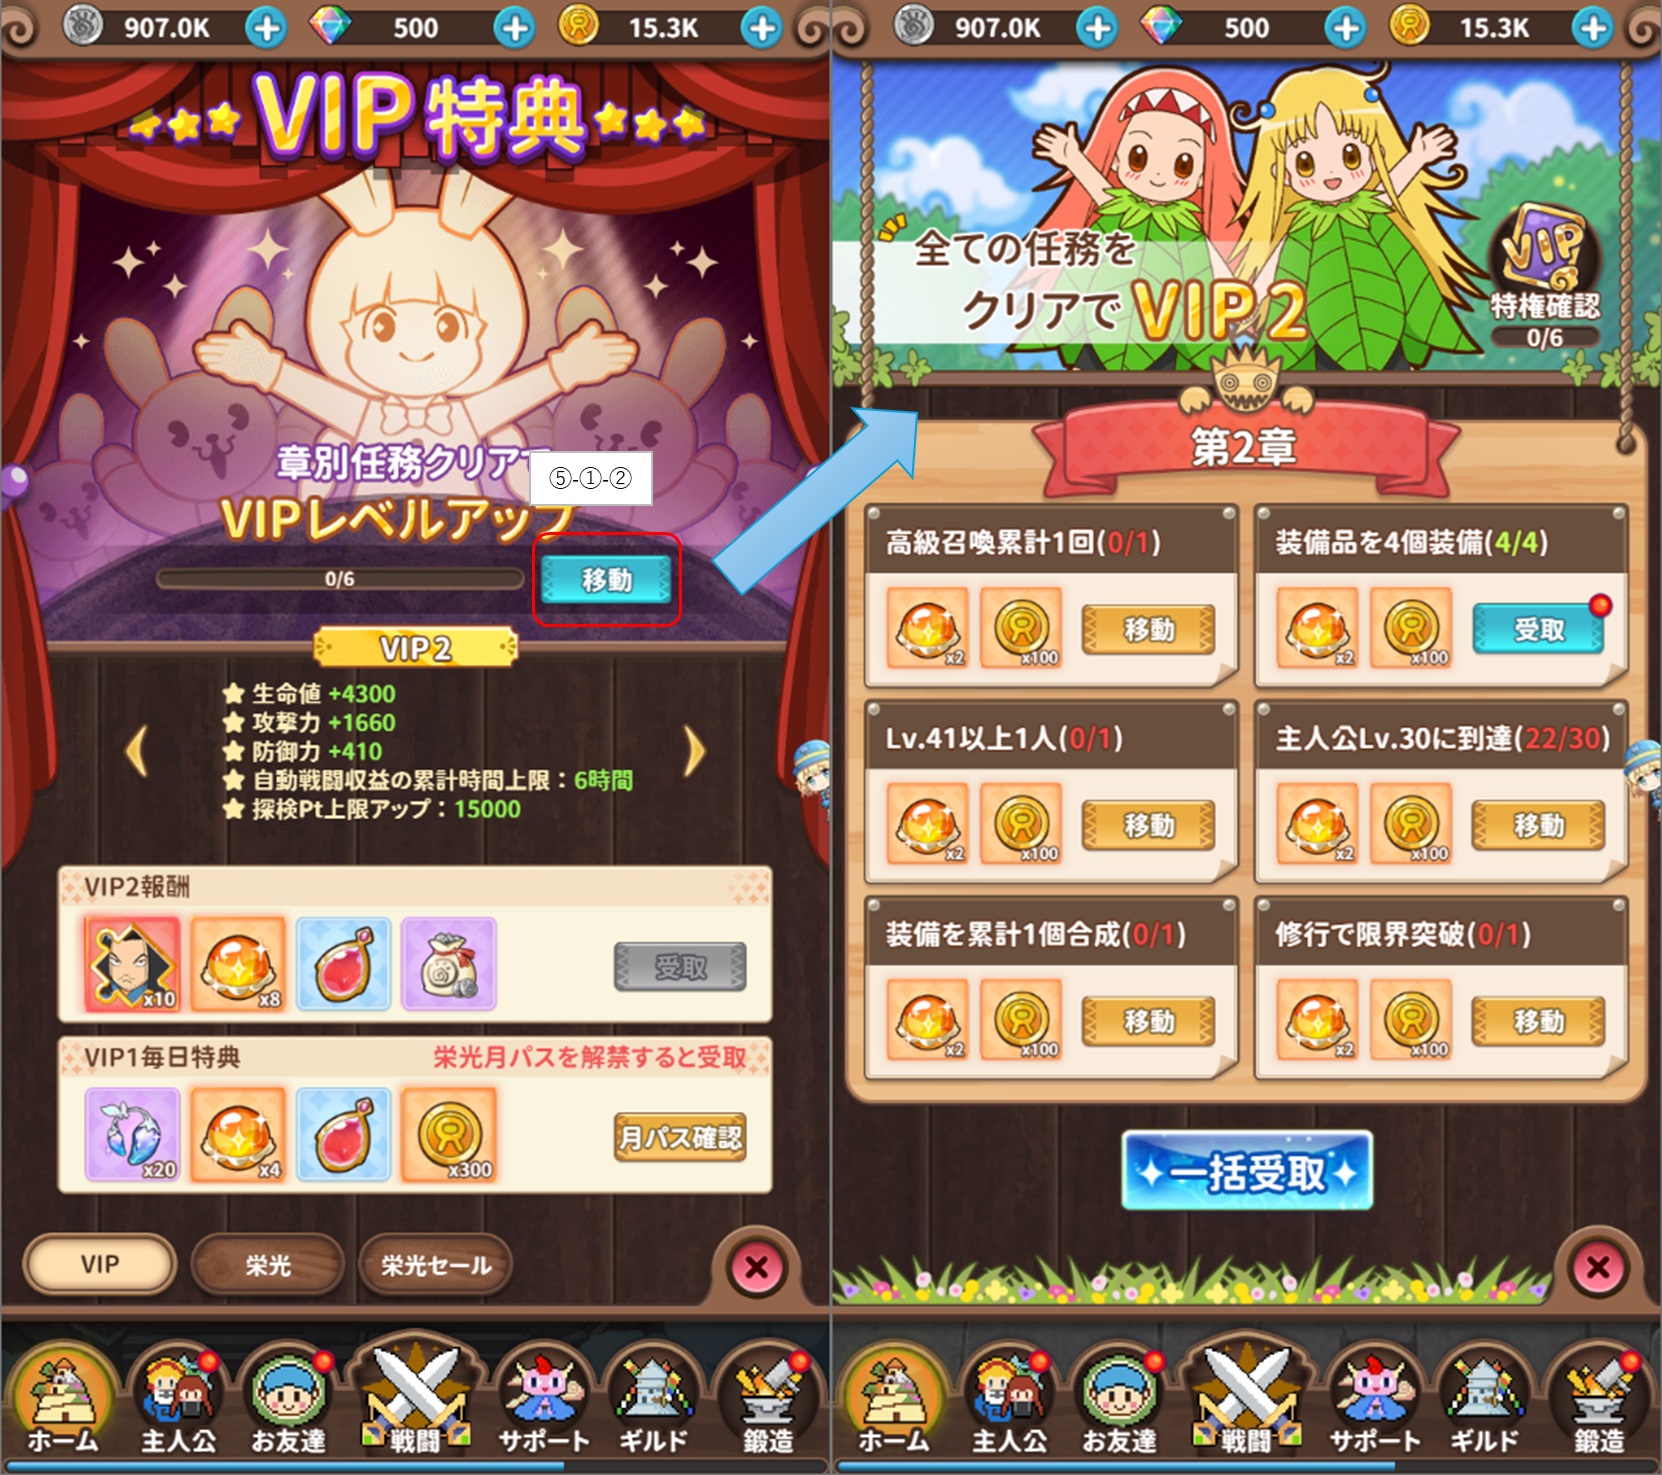 907.0K
500
15.3K
VIP特典
章別任務クリアで
⑤-①-②
VIPレベルアップ
0/6
移動
VIP2
生命値 +4300
攻撃力 +1660
防御力 +410
自動戦闘収益の累計時間上限：6時間
探検Pt上限アップ：15000
VIP2報酬
x10
x8
受取
VIP1毎日特典
栄光月パスを解禁すると受取
x20
x4
x300
月パス確認
VIP
栄光
栄光セール
ホーム
主人公
お友達
戦闘
サポート
ギルド
鍛造
907.0K
500
15.3K
全ての任務を
クリアでVIP2
VIP
特権確認
0/6
第2章
高級召喚累計1回(0/1)
x2
x100
移動
装備品を4個装備(4/4)
x2
x100
受取
Lv.41以上1人(0/1)
x2
x100
移動
主人公Lv.30に到達(22/30)
x2
x100
移動
装備を累計1個合成(0/1)
x2
x100
移動
修行で限界突破(0/1)
x2
x100
移動
一括受取
ホーム
主人公
お友達
戦闘
サポート
ギルド
鍛造